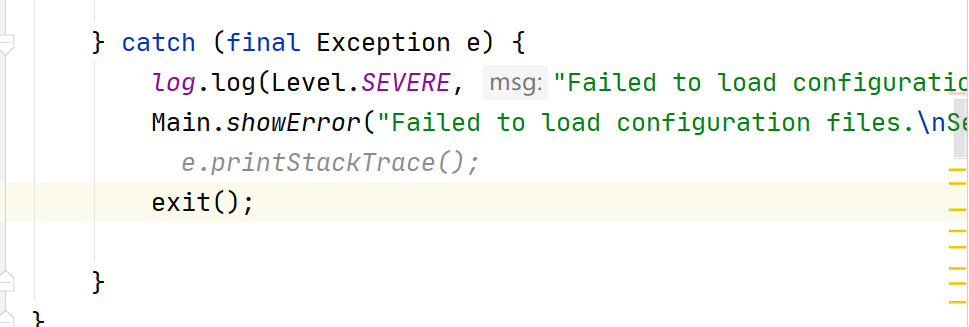 } catch (final Exception e) {
log.log(Level.SEVERE, msg: "Failed to load configuratio
Main.showError("Failed to load configuration files.\nSe
e.printStackTrace();
exit();
}
}